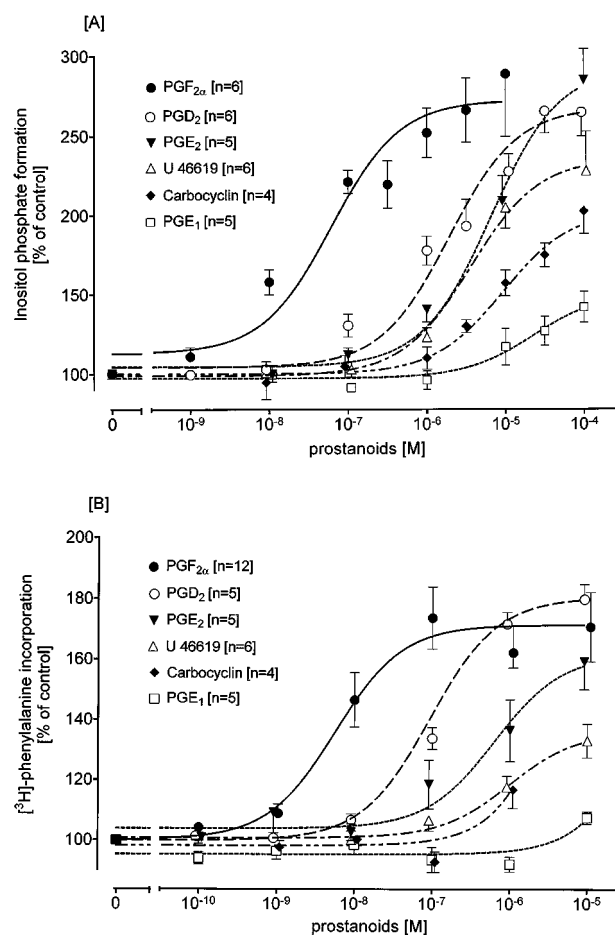 [A]
Inositol phosphate formation
[% of control]
300
250
200
150
100
PGF2α [n=6]
PGD2 [n=6]
PGE2 [n=5]
U 46619 [n=6]
Carbocyclin [n=4]
PGE1 [n=5]
0 10-9 10-8 10-7 10-6 10-5 10-4
prostanoids [M]
[B]
[3H]-phenylalanine incorporation
[% of control]
200
180
160
140
120
100
PGF2α [n=12]
PGD2 [n=5]
PGE2 [n=5]
U 46619 [n=6]
Carbocyclin [n=4]
PGE1 [n=5]
0 10-10 10-9 10-8 10-7 10-6 10-5
prostanoids [M]